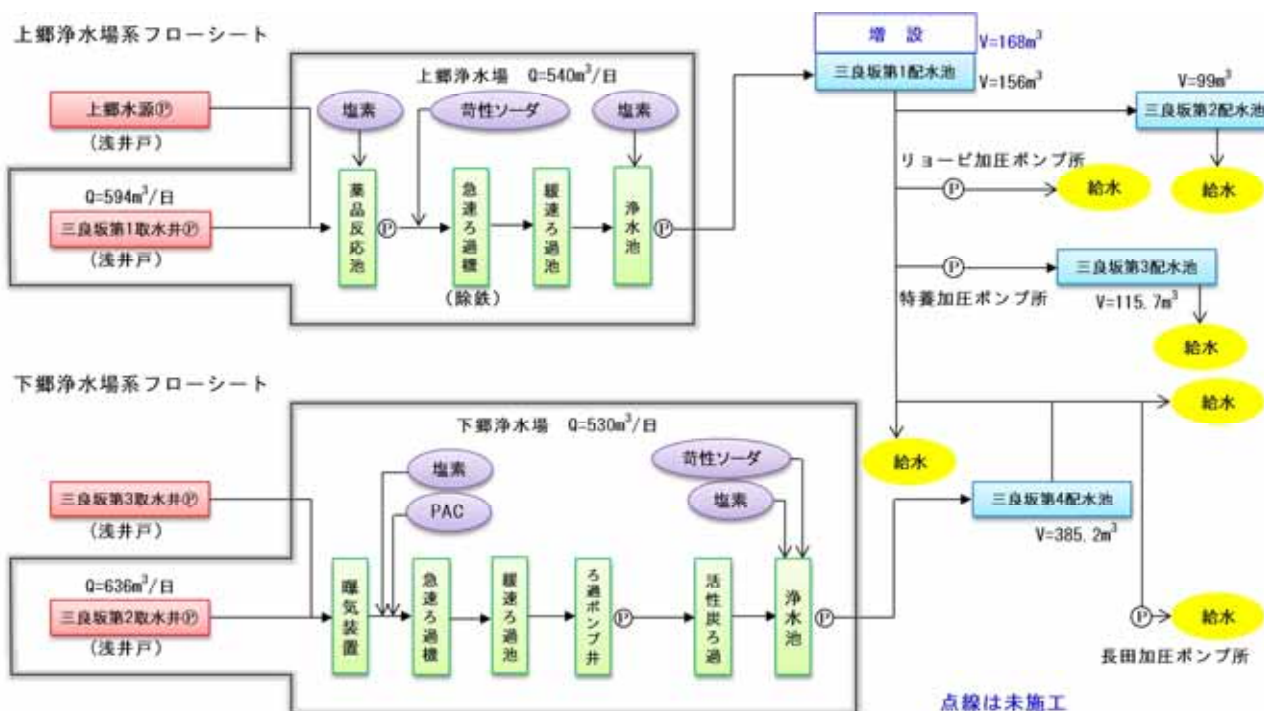 上郷浄水場系フローシート
増 設
V=168m³
三良坂第1配水池
V=156m³
上郷浄水場 Q=540m³/日
上郷水源Ⓟ
(浅井戸)
塩素
苛性ソーダ
塩素
V=99m³
三良坂第2配水池
リョービ加圧ポンプ所
Ⓟ
給水
給水
Q=594m³/日
三良坂第1取水井Ⓟ
(浅井戸)
薬品反応池
Ⓟ
急速ろ過機
(除鉄)
緩速ろ過池
浄水池
Ⓟ
Ⓟ
三良坂第3配水池
特養加圧ポンプ所
V=115.7m³
給水
下郷浄水場系フローシート
給水
下郷浄水場 Q=530m³/日
塩素
PAC
苛性ソーダ
塩素
給水
三良坂第3取水井Ⓟ
(浅井戸)
三良坂第4配水池
V=385.2m³
Q=636m³/日
三良坂第2取水井Ⓟ
(浅井戸)
曝気装置
急速ろ過機
緩速ろ過池
ろ過ポンプ井
Ⓟ
活性炭ろ過
浄水池
Ⓟ
Ⓟ
給水
長田加圧ポンプ所
点線は未施工